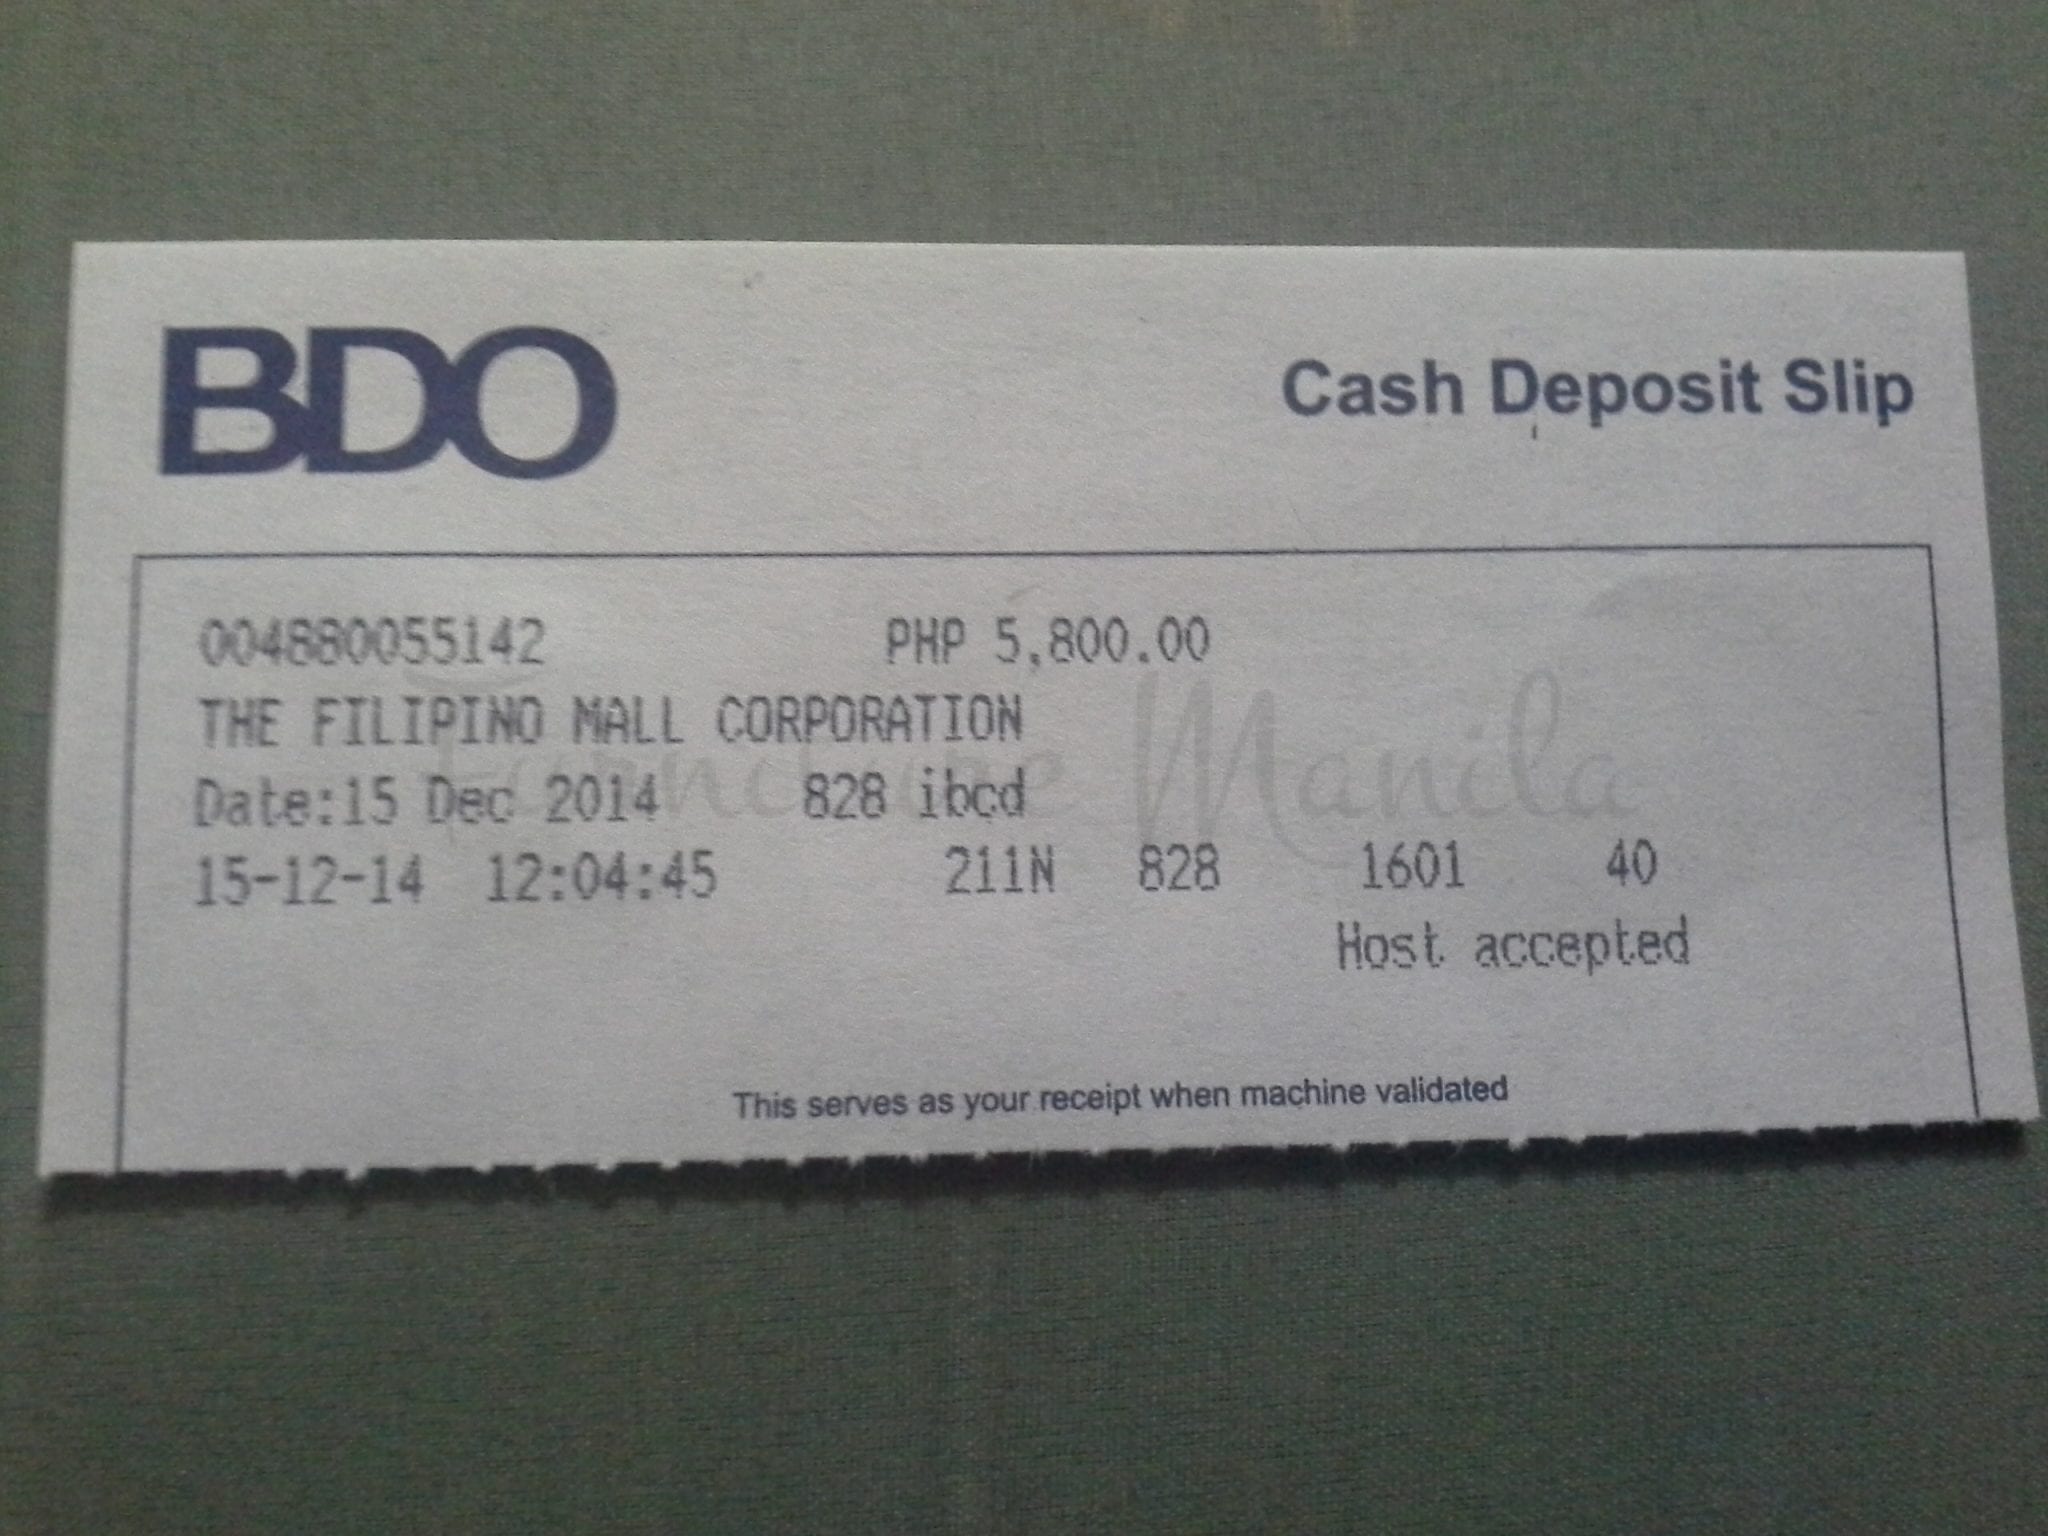 BDO
Cash Deposit Slip
004880055142 PHP 5,800.00
THE FILIPINO MALL CORPORATION
Furniture Manila
Date:15 Dec 2014 828 ibcd
15-12-14 12:04:45 211N 828 1601 40
Host accepted
This serves as your receipt when machine validated